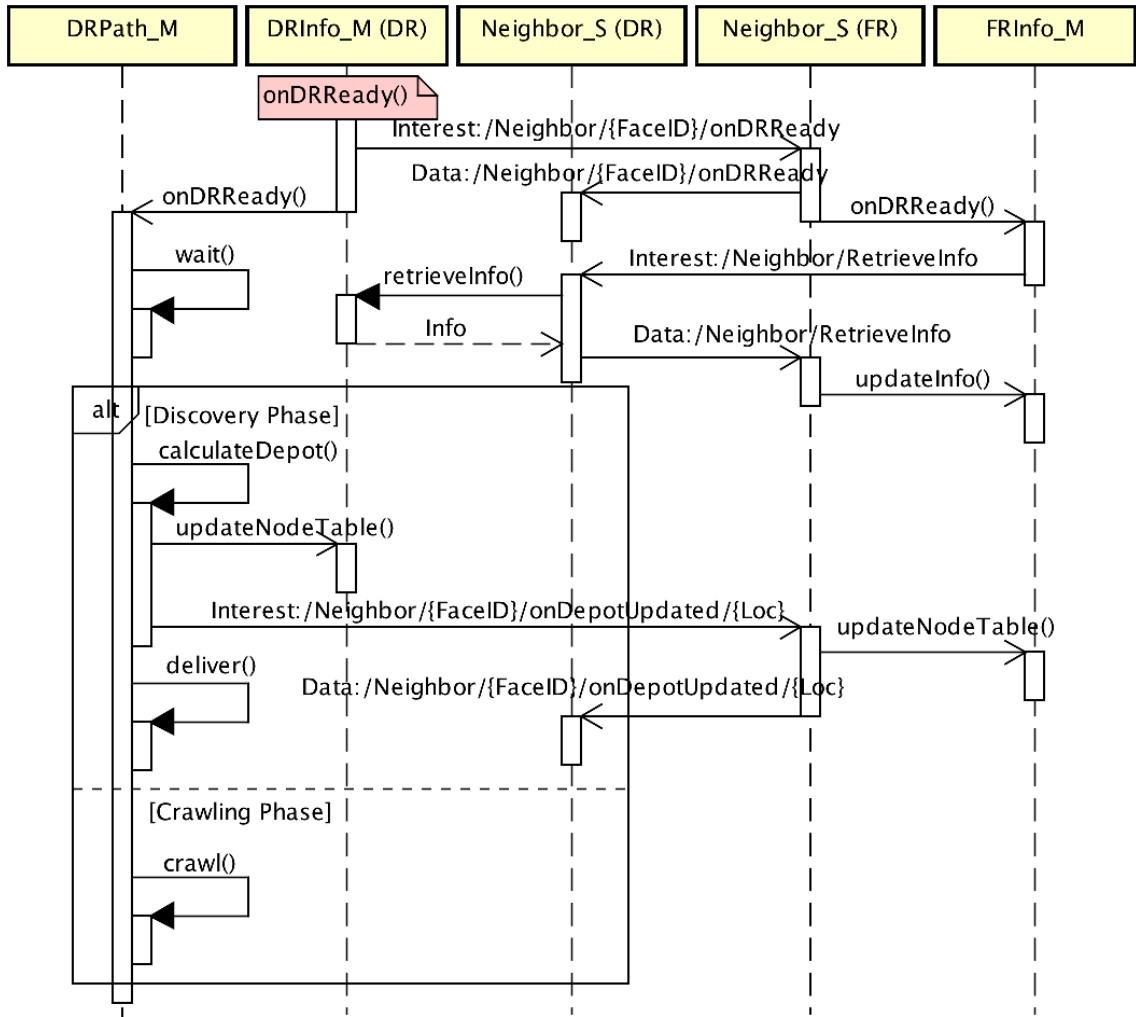 DRPath_M
DRInfo_M (DR)
Neighbor_S (DR)
Neighbor_S (FR)
FRInfo_M
onDRReady()
Interest:/Neighbor/{FaceID}/onDRReady
Data:/Neighbor/{FaceID}/onDRReady
onDRReady()
onDRReady()
wait()
Interest:/Neighbor/RetrieveInfo
retrieveInfo()
Info
Data:/Neighbor/RetrieveInfo
updateInfo()
alt
[Discovery Phase]
calculateDepot()
updateNodeTable()
Interest:/Neighbor/{FaceID}/onDepotUpdated/{Loc}
updateNodeTable()
deliver()
Data:/Neighbor/{FaceID}/onDepotUpdated/{Loc}
[Crawling Phase]
crawl()